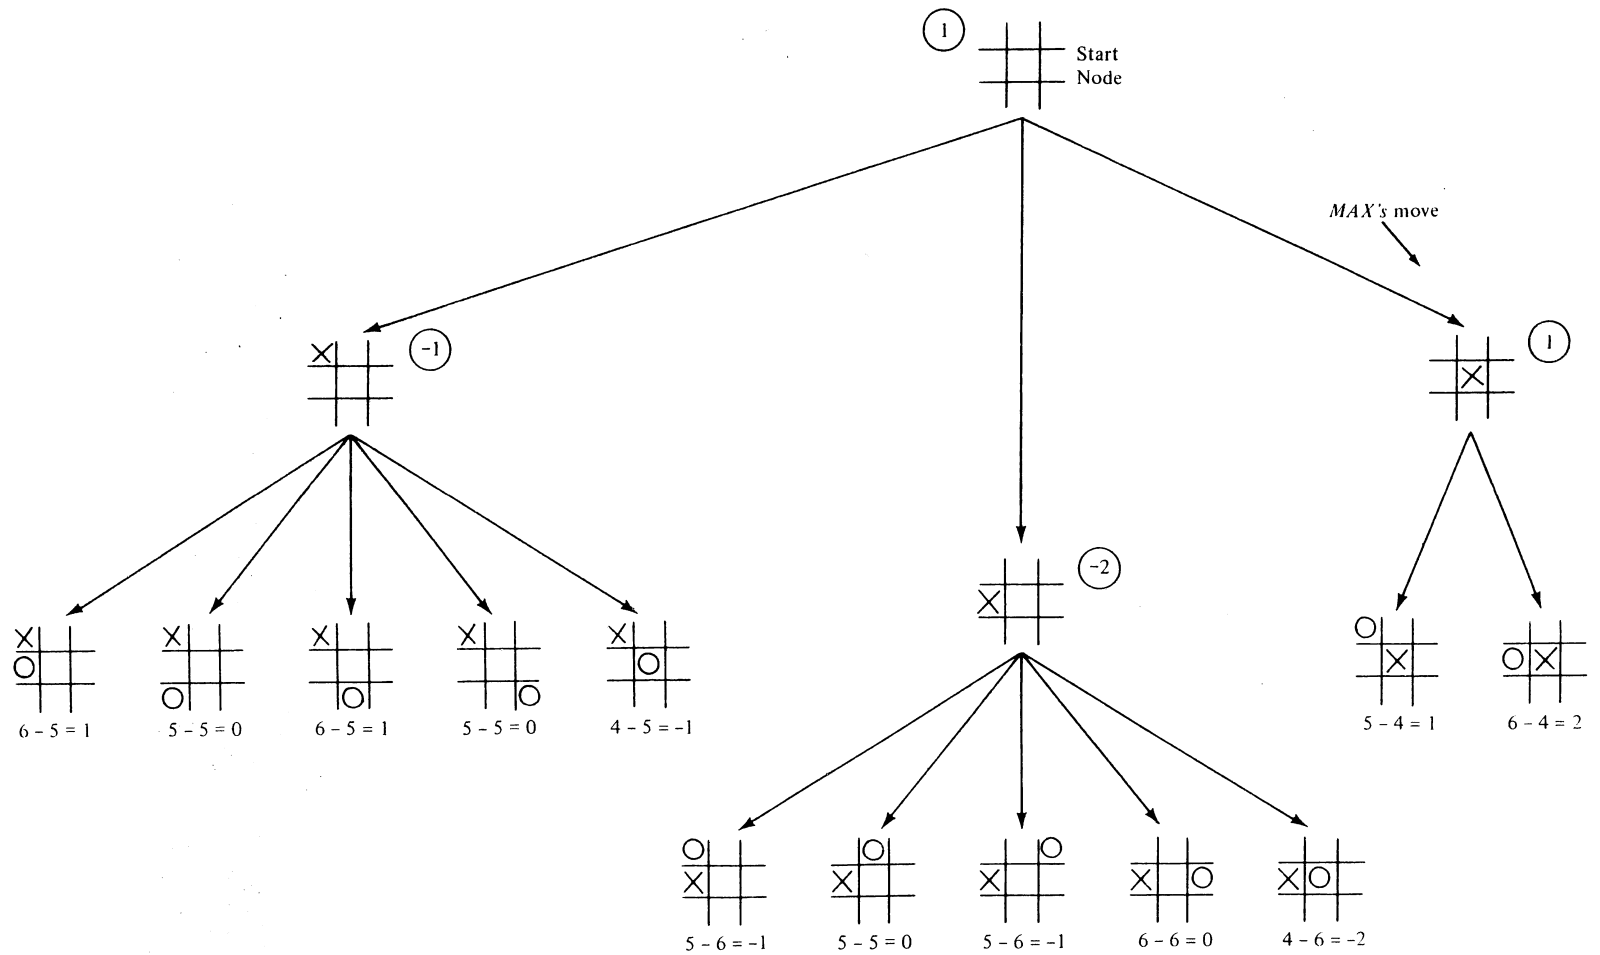 1
Start
Node
MAX's move
-1
1
-2
6 – 5 = 1
5 – 5 = 0
6 – 5 = 1
5 – 5 = 0
4 – 5 = -1
5 – 4 = 1
6 – 4 = 2
5 – 6 = -1
5 – 5 = 0
5 – 6 = -1
6 – 6 = 0
4 – 6 = -2